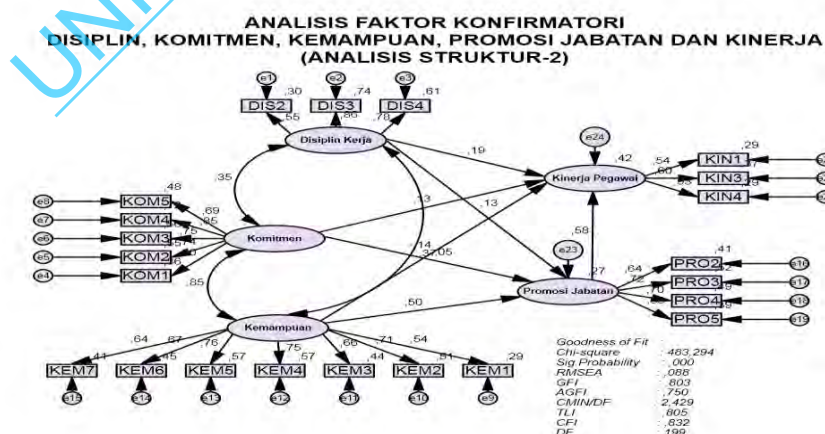 ANALISIS FAKTOR KONFIRMATORI
DISIPLIN, KOMITMEN, KEMAMPUAN, PROMOSI JABATAN DAN KINERJA
(ANALISIS STRUKTUR-2)
e1 e2 e3
,30 ,74 ,61
DIS2 DIS3 DIS4
,55 ,86 ,78
Disiplin Kerja
e24
,19 ,42 ,54 ,29
Kinerja Pegawai
KIN1
KIN3
KIN4
,35 ,13 ,13
,48
e8 KOM5
e7 KOM4
e6 KOM3
e5 KOM2
e4 KOM1
,69
Komitmen
,58
e23
,14 ,05
,27
Promosi Jabatan
,41
,64 PRO2 e16
,72 PRO3 e17
,70 PRO4 e18
PRO5 e19
,85 ,50
Kemampuan
,64 ,67 ,76 ,75 ,66 ,71 ,54
,41 ,45 ,57 ,57 ,44 ,51 ,29
KEM7 KEM6 KEM5 KEM4 KEM3 KEM2 KEM1
e15 e14 e13 e12 e11 e10 e9
Goodness of Fit
Chi-square : 463,294
Sig Probability : ,000
RMSEA : ,088
GFI : ,803
AGFI : ,750
CMIN/DF : 2,429
TLI : ,805
CFI : ,832
DF : 199